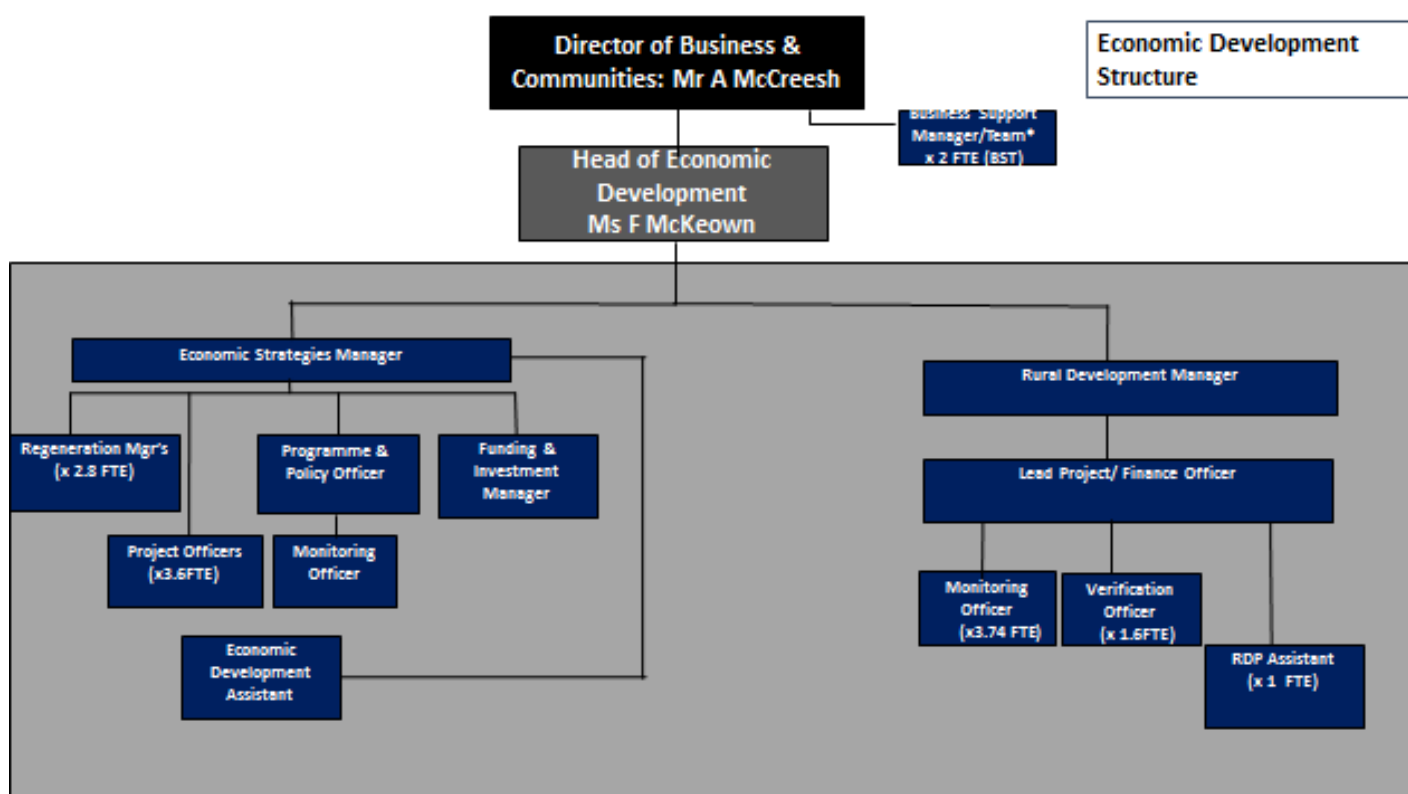 Director of Business &
Communities: Mr A McCreesh
Economic Development
Structure
Business Support
Manager/Team*
x 2 FTE (BST)
Head of Economic
Development
Ms F McKeown
Economic Strategies Manager
Rural Development Manager
Regeneration Mgr's
(x 2.8 FTE)
Programme &
Policy Officer
Funding &
Investment
Manager
Lead Project/ Finance Officer
Project Officers
(x3.6FTE)
Monitoring
Officer
Monitoring
Officer
(x3.74 FTE)
Verification
Officer
(x 1.6FTE)
Economic
Development
Assistant
RDP Assistant
(x 1 FTE)